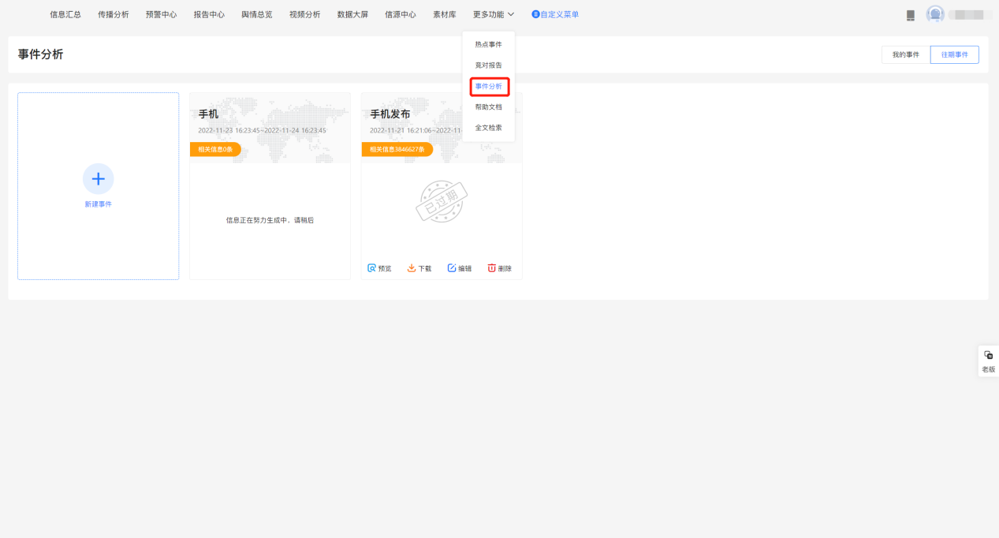 信息汇总 传播分析 预警中心 报告中心 舆情总览 视频分析 数据大屏 信源中心 素材库 更多功能 自定义菜单
热点事件
竞对报告
事件分析
帮助文档
全文检索
事件分析
我的事件 往期事件
新建事件
手机
2022-11-23 16:23:45~2022-11-24 16:23:45
相关信息0条
信息正在努力生成中，请稍后
手机发布
2022-11-21 16:21:06~2022-11-
相关信息3846627条
已过期
预览 下载 编辑 删除
老版